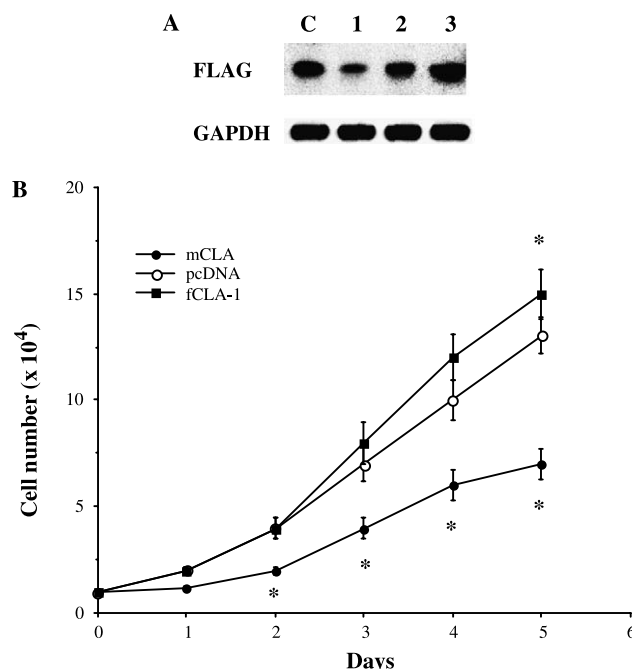 A
C 1 2 3
FLAG
GAPDH
B
20
15
10
5
0
Cell number (x 10⁴)
mCLA
pcDNA
fCLA-1
*
*
*
*
*
0 1 2 3 4 5 6
Days